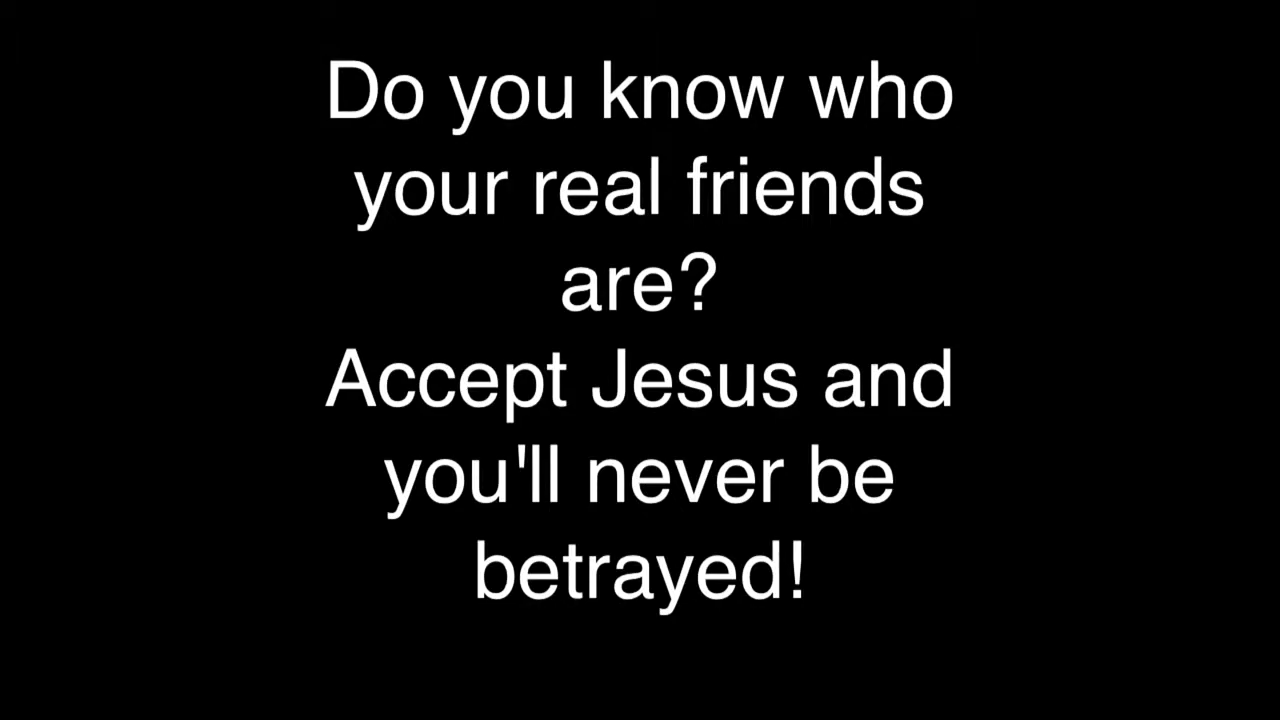 Do you know who
your real friends
are?
Accept Jesus and
you'll never be
betrayed!